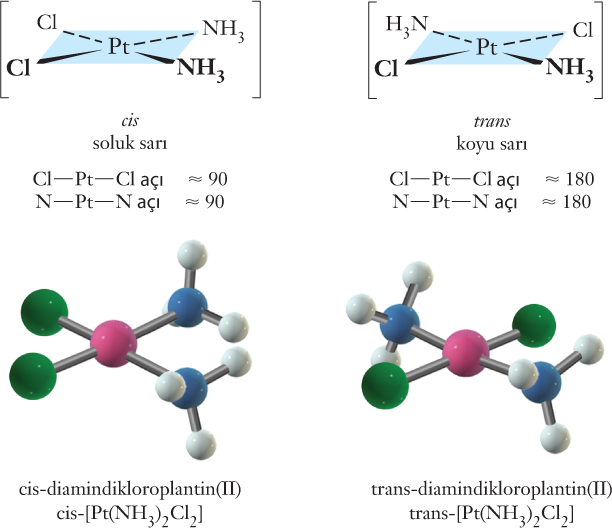 Cl NH₃
Pt
Cl NH₃
cis
soluk sarı
Cl—Pt—Cl açı ≈ 90
N—Pt—N açı ≈ 90
cis-diamindikloroplantin(II)
cis-[Pt(NH₃)₂Cl₂]
H₃N Cl
Pt
Cl NH₃
trans
koyu sarı
Cl—Pt—Cl açı ≈ 180
N—Pt—N açı ≈ 180
trans-diamindikloroplantin(II)
trans-[Pt(NH₃)₂Cl₂]